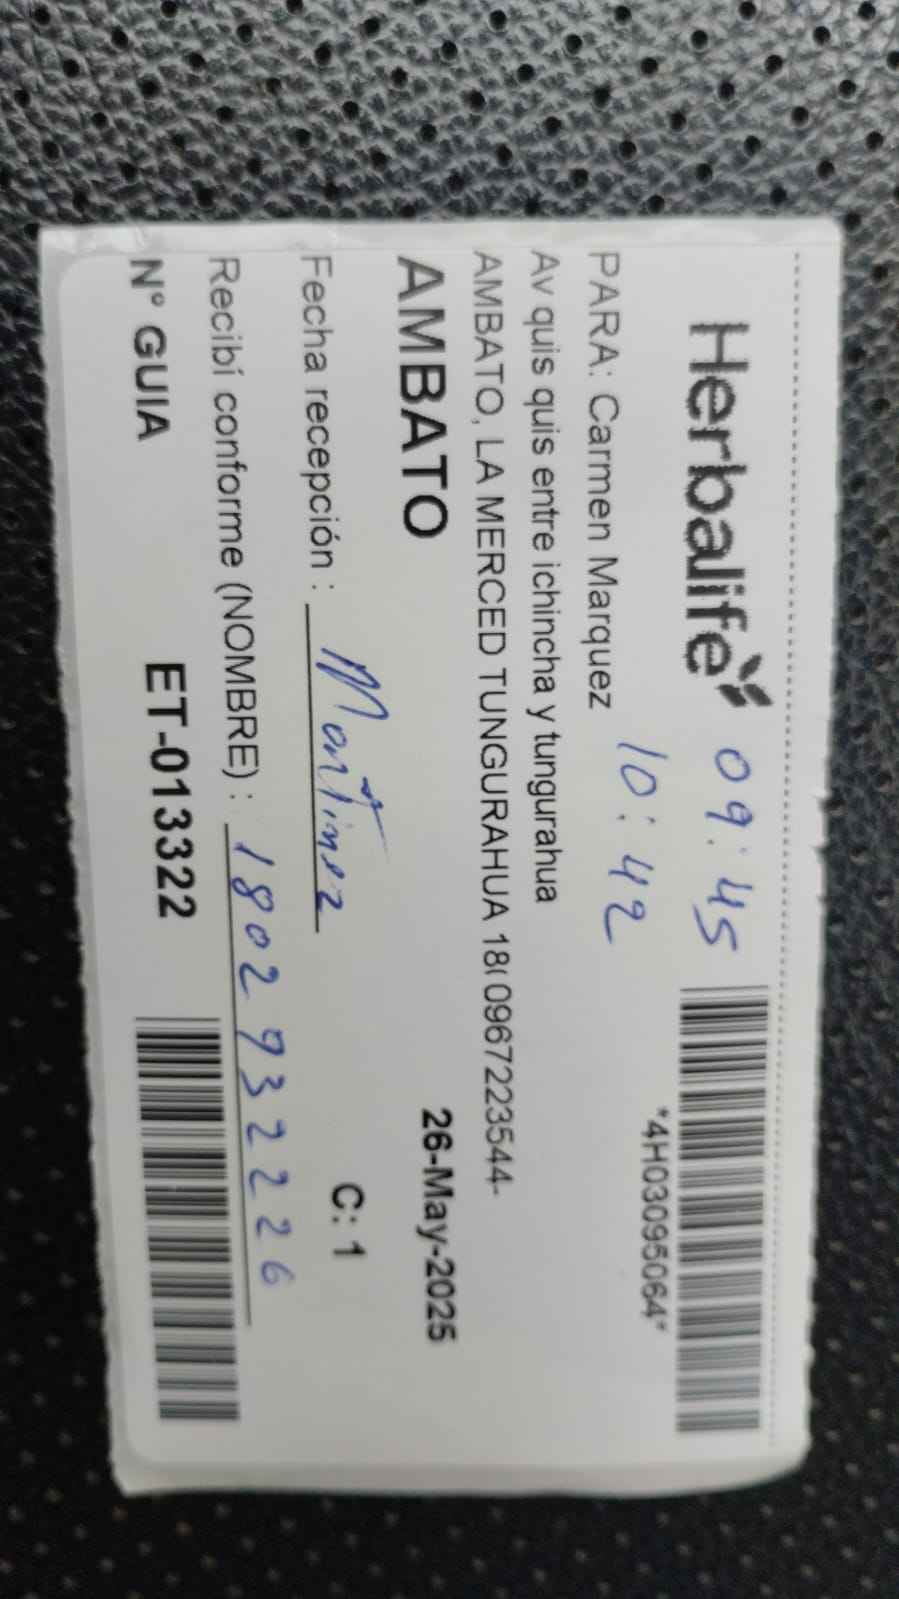 Herbalife 09:45
*4H03095064*
10:42
PARA: Carmen Marquez
Av quis quis entre ichincha y tungurahua
AMBATO, LA MERCED TUNGURAHUA 18( 0967223544-
AMBATO 26-May-2025
Fecha recepción : Martinez C: 1
Recibí conforme (NOMBRE) : 1802932226
N° GUIA ET-013322